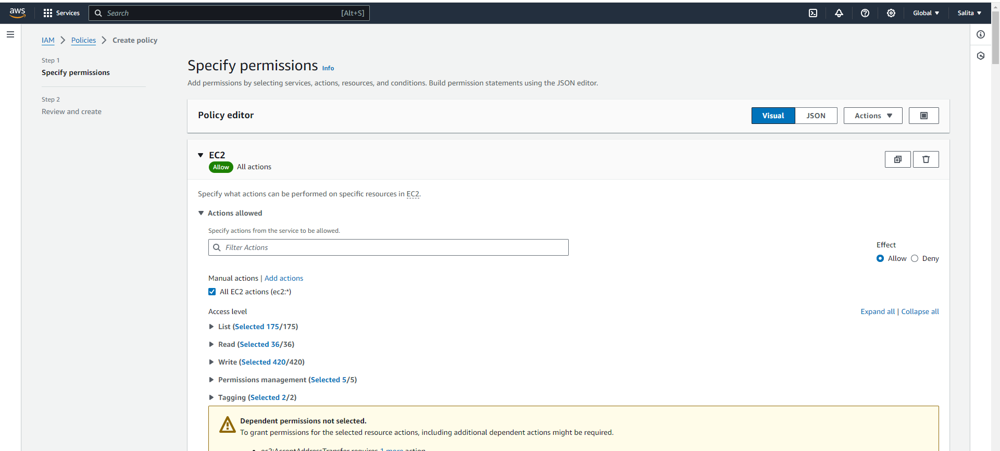 aws
Services
Search
[Alt+S]
Global
Salita
IAM
Policies
Create policy
Step 1
Specify permissions
Step 2
Review and create
Specify permissions Info
Add permissions by selecting services, actions, resources, and conditions. Build permission statements using the JSON editor.
Policy editor
Visual
JSON
Actions
EC2
Allow All actions
Specify what actions can be performed on specific resources in EC2.
Actions allowed
Specify actions from the service to be allowed.
Filter Actions
Effect
Allow Deny
Manual actions | Add actions
All EC2 actions (ec2:*)
Access level
Expand all | Collapse all
List (Selected 175/175)
Read (Selected 36/36)
Write (Selected 420/420)
Permissions management (Selected 5/5)
Tagging (Selected 2/2)
Dependent permissions not selected.
To grant permissions for the selected resource actions, including additional dependent actions might be required.
ec2:AcceptAddressTransfer requires 1 more action